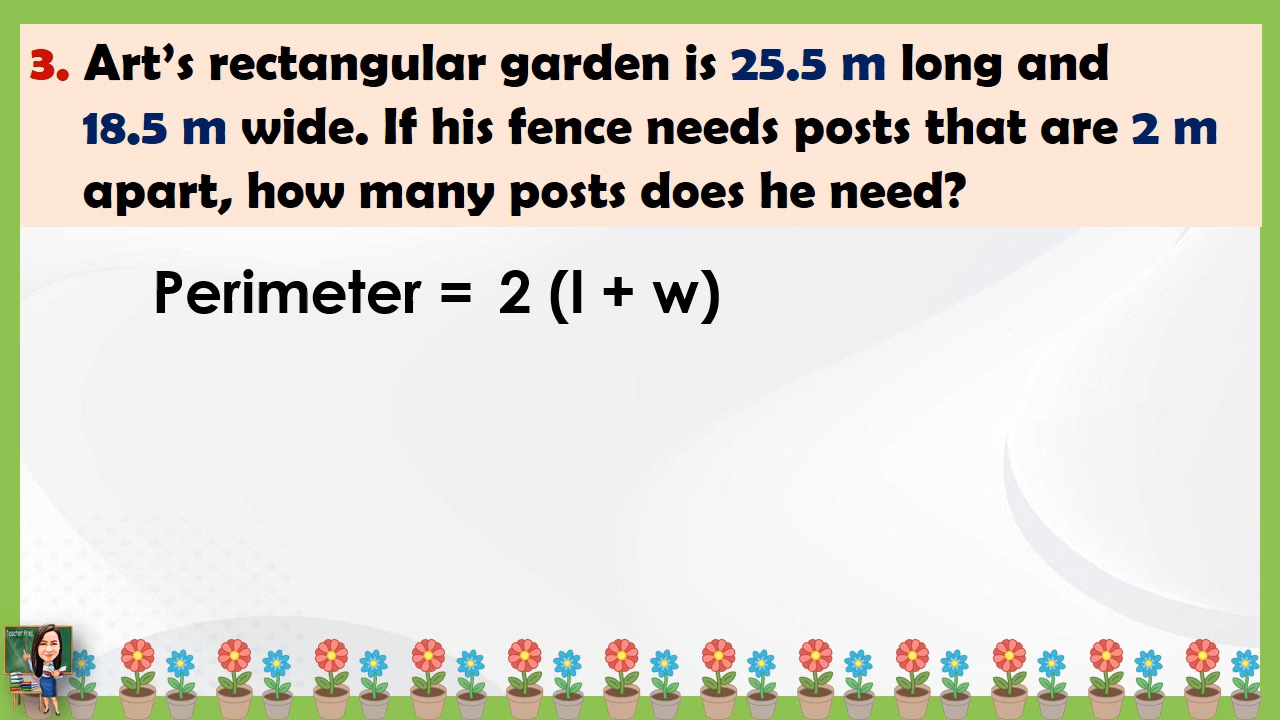 3. Art’s rectangular garden is 25.5 m long and
18.5 m wide. If his fence needs posts that are 2 m
apart, how many posts does he need?
Perimeter = 2 (l + w)